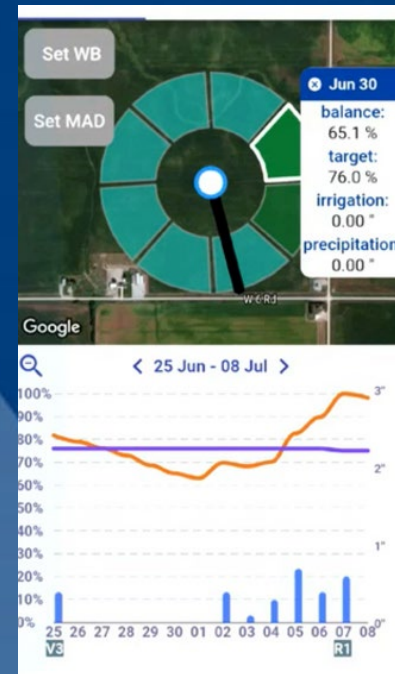 Set WB
Set MAD
Jun 30
balance:
65.1 %
target:
76.0 %
irrigation:
0.00 "
precipitation
0.00 "
W 6 Rd
Google
25 Jun - 08 Jul
100%
90%
80%
70%
60%
50%
40%
30%
20%
10%
0%
3"
2"
1"
0"
25 26 27 28 29 30 01 02 03 04 05 06 07 08
V3 R1